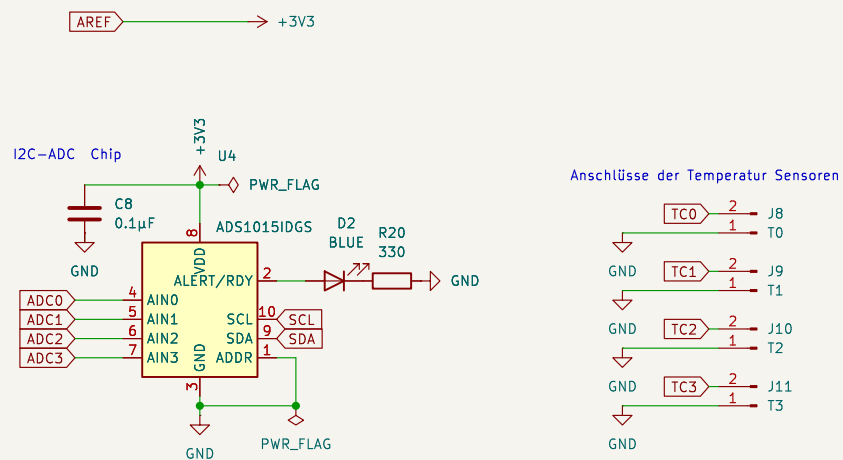 AREF +3V3
+3V3
I2C-ADC Chip
U4
PWR_FLAG
C8
0.1µF
GND
ADS1015IDGS
8
VDD
D2
BLUE
R20
330
ALERT/RDY 2
GND
ADC0 4 AIN0
ADC1 5 AIN1
ADC2 6 AIN2
ADC3 7 AIN3
SCL 10 SCL
SDA 9 SDA
ADDR 1
GND
3
GND
PWR_FLAG
Anschlüsse der Temperatur Sensoren
TC0 2 J8
1 T0
GND
TC1 2 J9
1 T1
GND
TC2 2 J10
1 T2
GND
TC3 2 J11
1 T3
GND